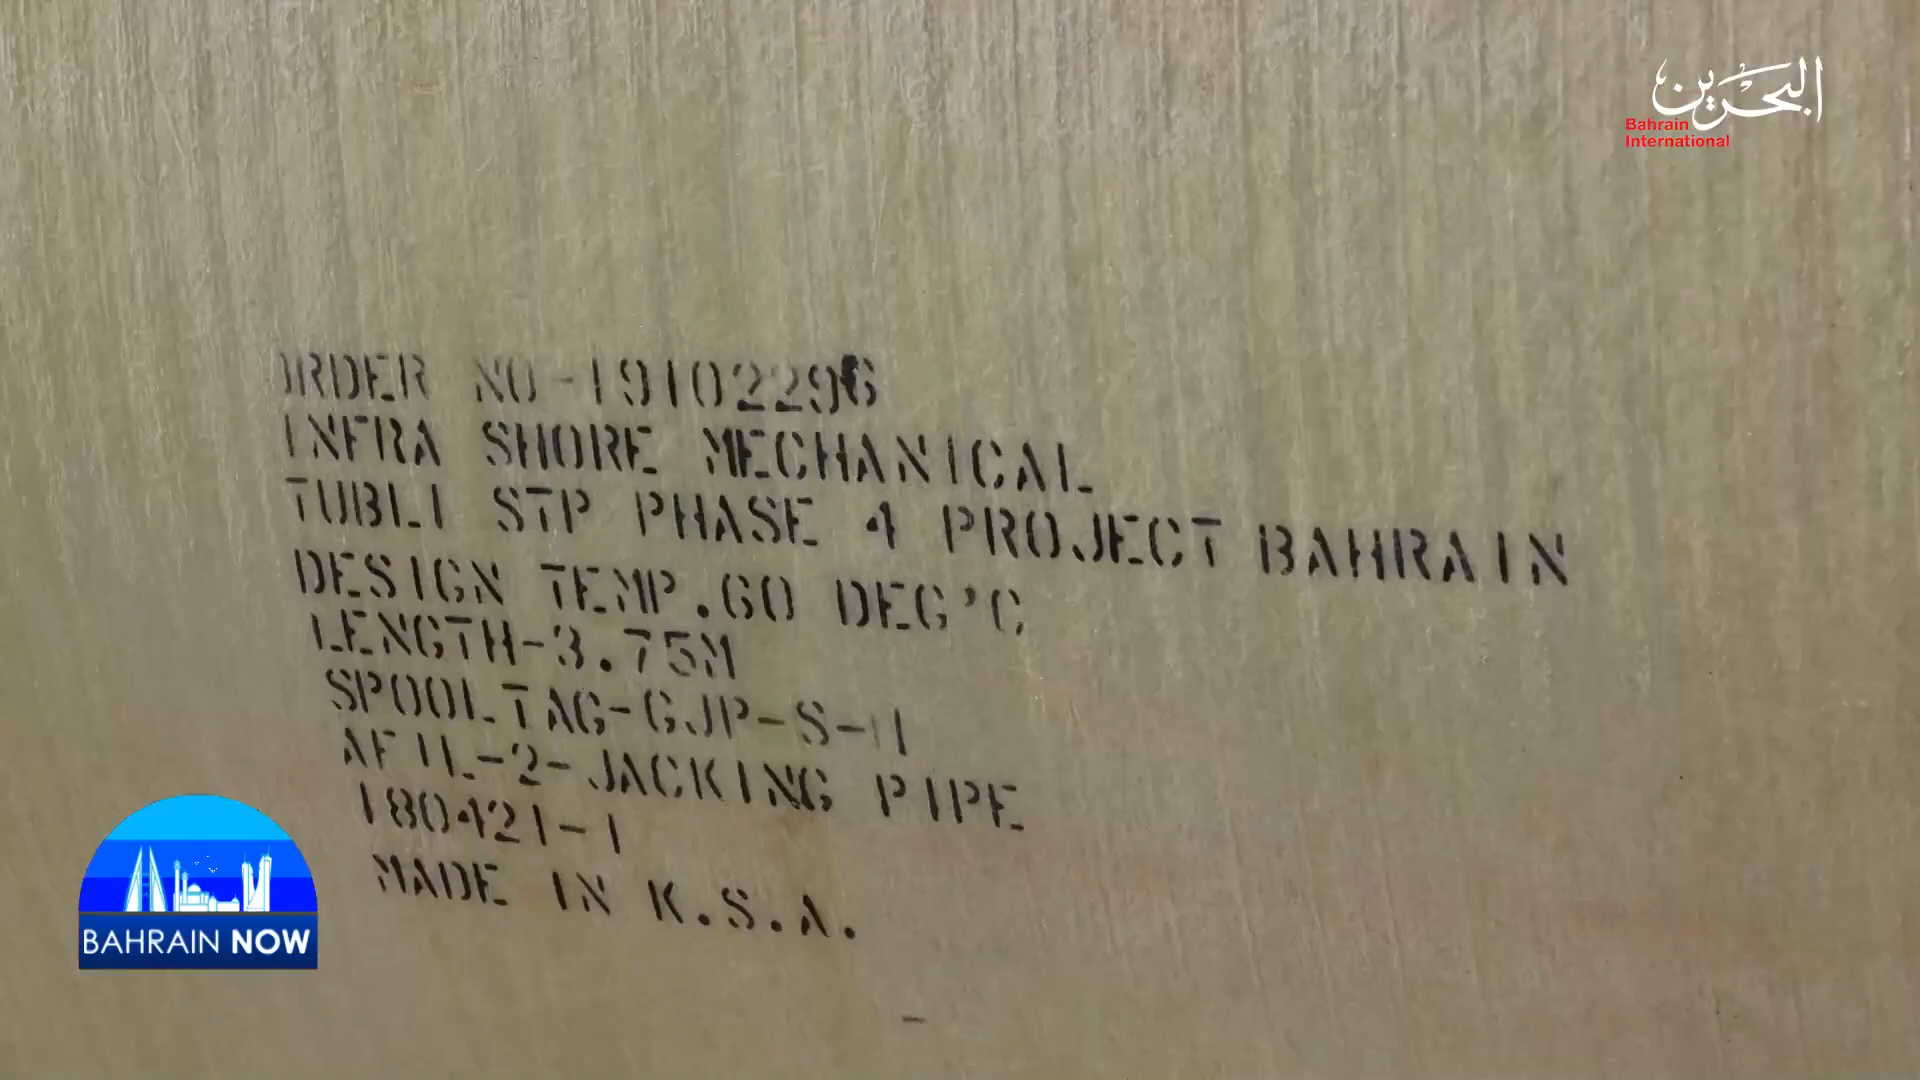 البحرين
Bahrain
International
ORDER NO-19102296
INFRA SHORE MECHANICAL
TUBLI STP PHASE 4 PROJECT BAHRAIN
DESIGN TEMP.60 DEG'C
LENGTH-3.75M
SPOOL TAG-GJP-S-11
AFIL-2-JACKING PIPE
180421-1
MADE IN K.S.A.
BAHRAIN NOW